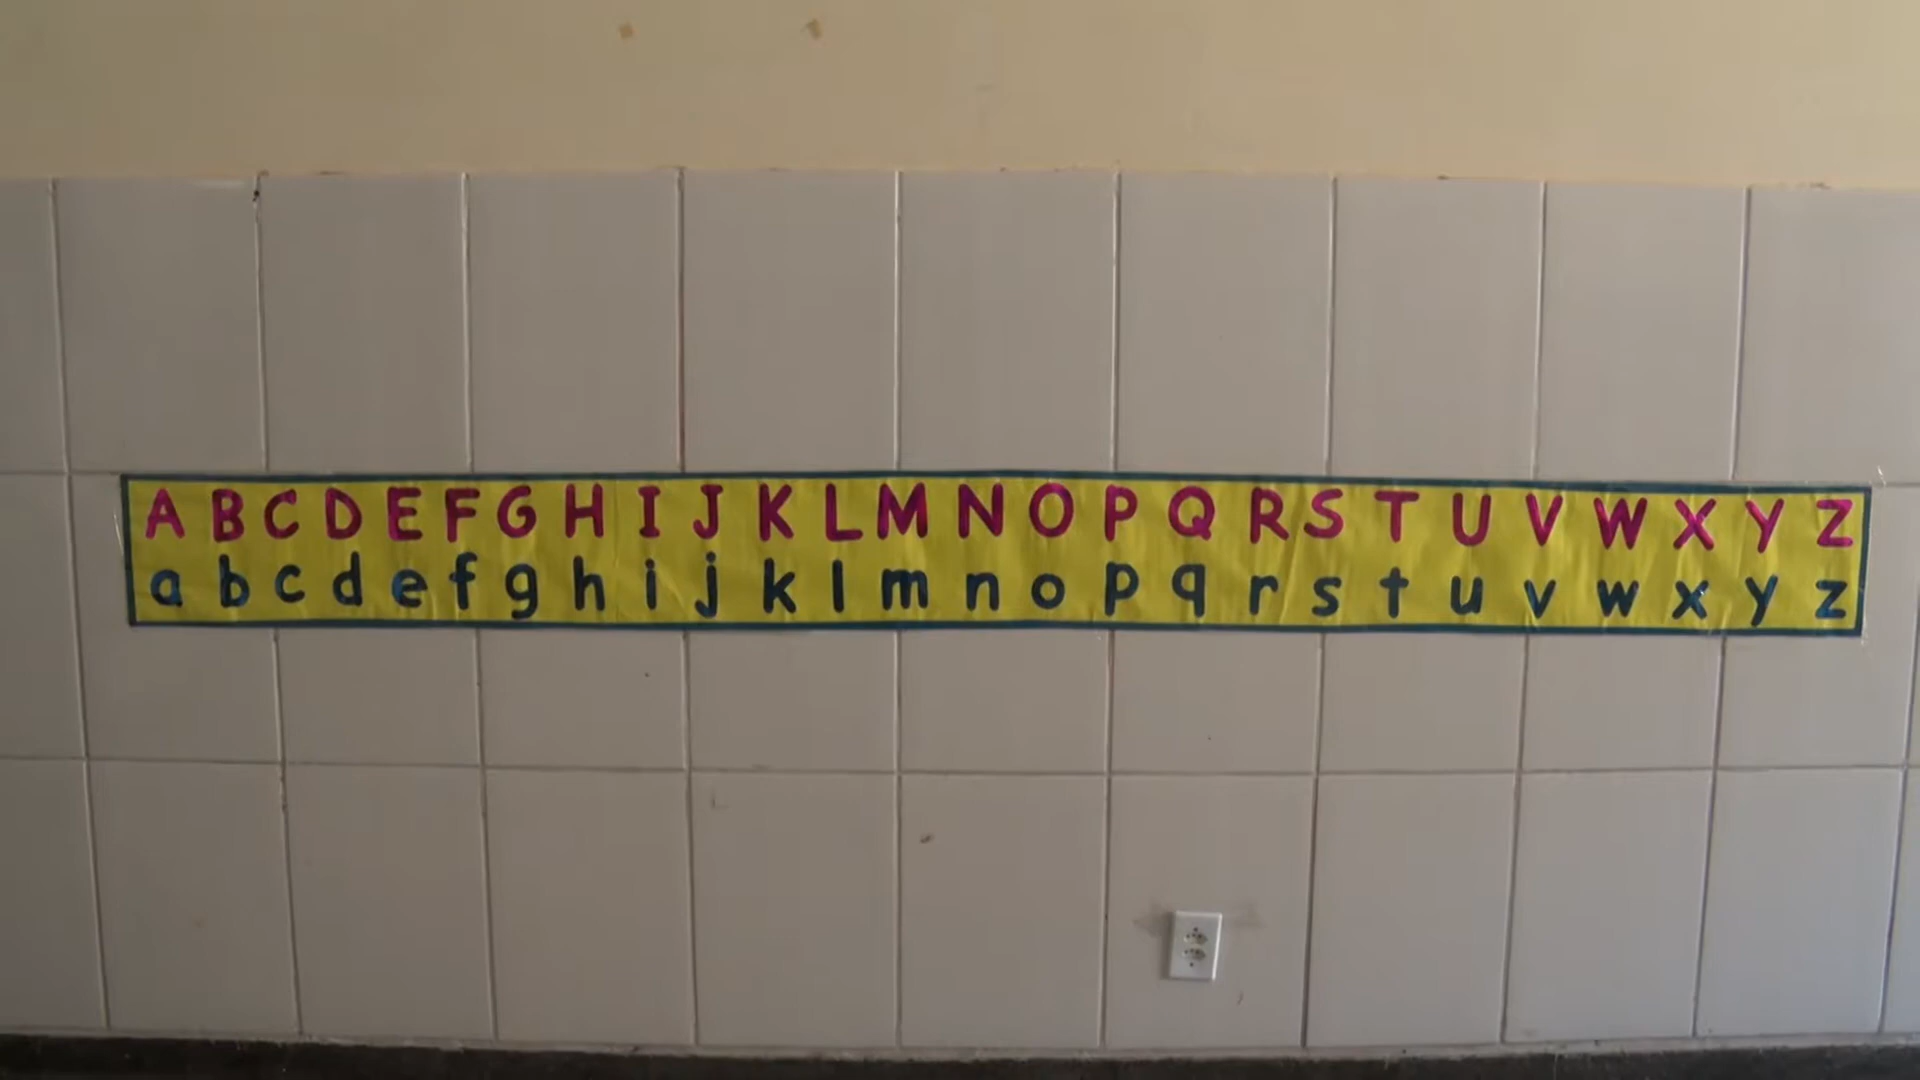 A B C D E F G H I J K L M N O P Q R S T U V W X Y Z
a b c d e f g h i j k l m n o p q r s t u v w x y z